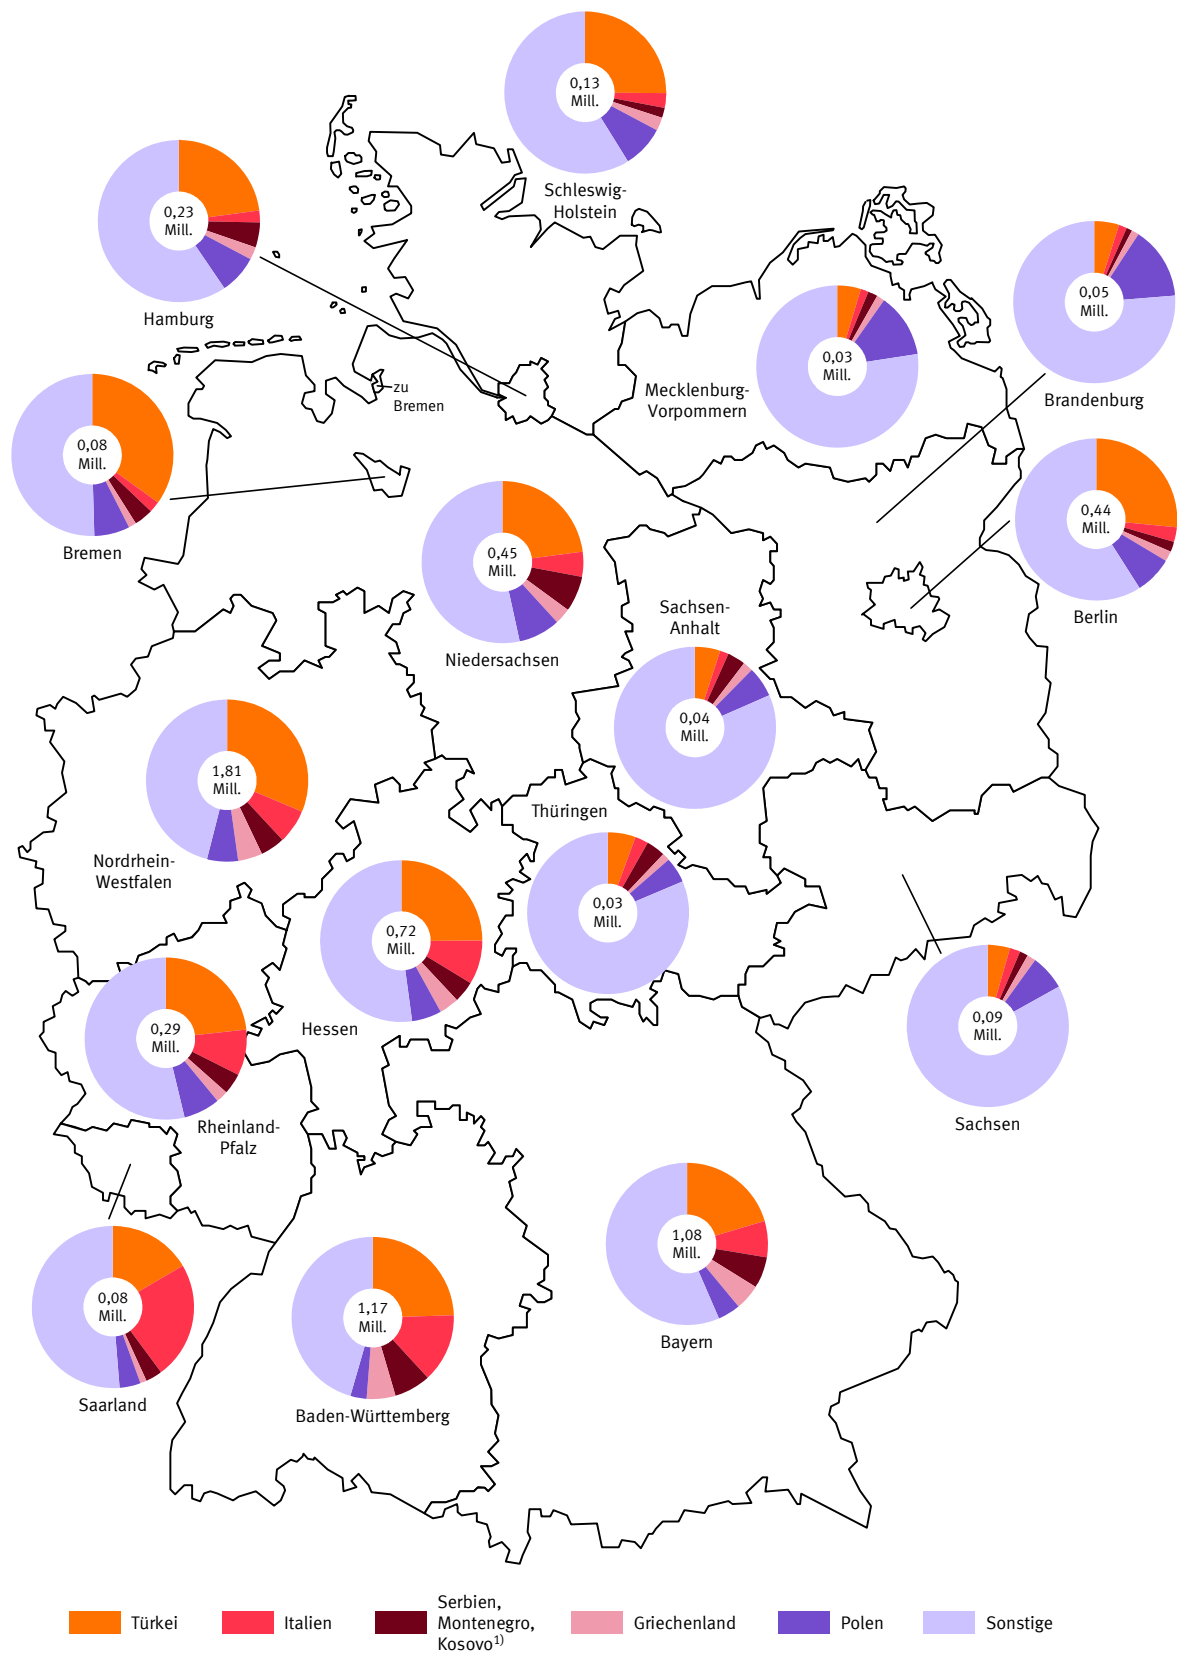 0,13
Mill.
Schleswig-
Holstein
0,23
Mill.
Hamburg
0,05
Mill.
Brandenburg
0,03
Mill.
Mecklenburg-
Vorpommern
zu
Bremen
0,08
Mill.
Bremen
0,44
Mill.
Berlin
0,45
Mill.
Niedersachsen
Sachsen-
Anhalt
0,04
Mill.
1,81
Mill.
Nordrhein-
Westfalen
Thüringen
0,03
Mill.
0,72
Mill.
Hessen
0,09
Mill.
Sachsen
0,29
Mill.
Rheinland-
Pfalz
1,08
Mill.
Bayern
0,08
Mill.
Saarland
1,17
Mill.
Baden-Württemberg
Türkei
Italien
Serbien,
Montenegro,
Kosovo1)
Griechenland
Polen
Sonstige